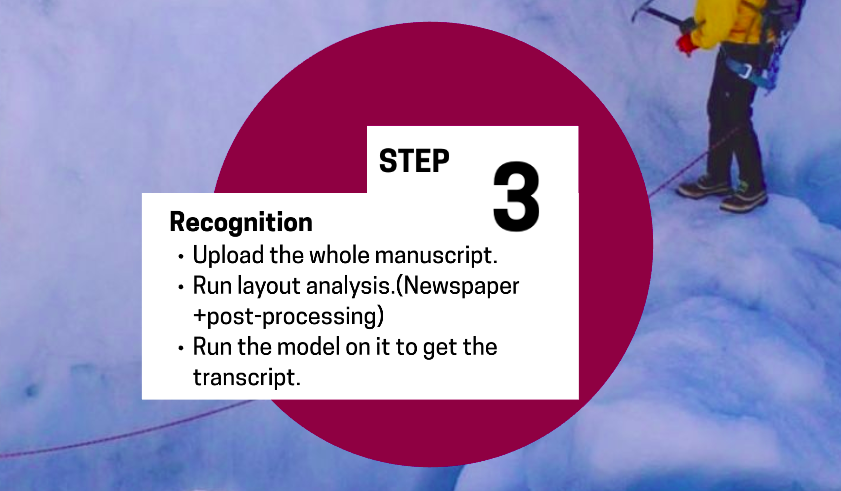 STEP
3
Recognition
• Upload the whole manuscript.
• Run layout analysis.(Newspaper
+post-processing)
• Run the model on it to get the
transcript.